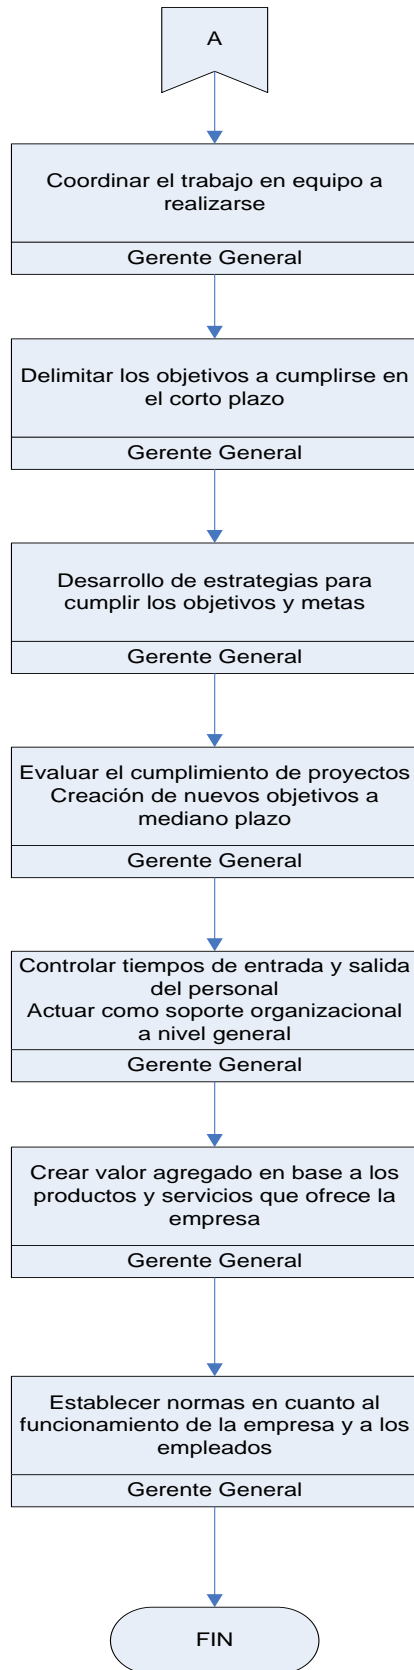 A
Coordinar el trabajo en equipo a
realizarse
Gerente General
Delimitar los objetivos a cumplirse en
el corto plazo
Gerente General
Desarrollo de estrategias para
cumplir los objetivos y metas
Gerente General
Evaluar el cumplimiento de proyectos
Creación de nuevos objetivos a
mediano plazo
Gerente General
Controlar tiempos de entrada y salida
del personal
Actuar como soporte organizacional
a nivel general
Gerente General
Crear valor agregado en base a los
productos y servicios que ofrece la
empresa
Gerente General
Establecer normas en cuanto al
funcionamiento de la empresa y a los
empleados
Gerente General
FIN